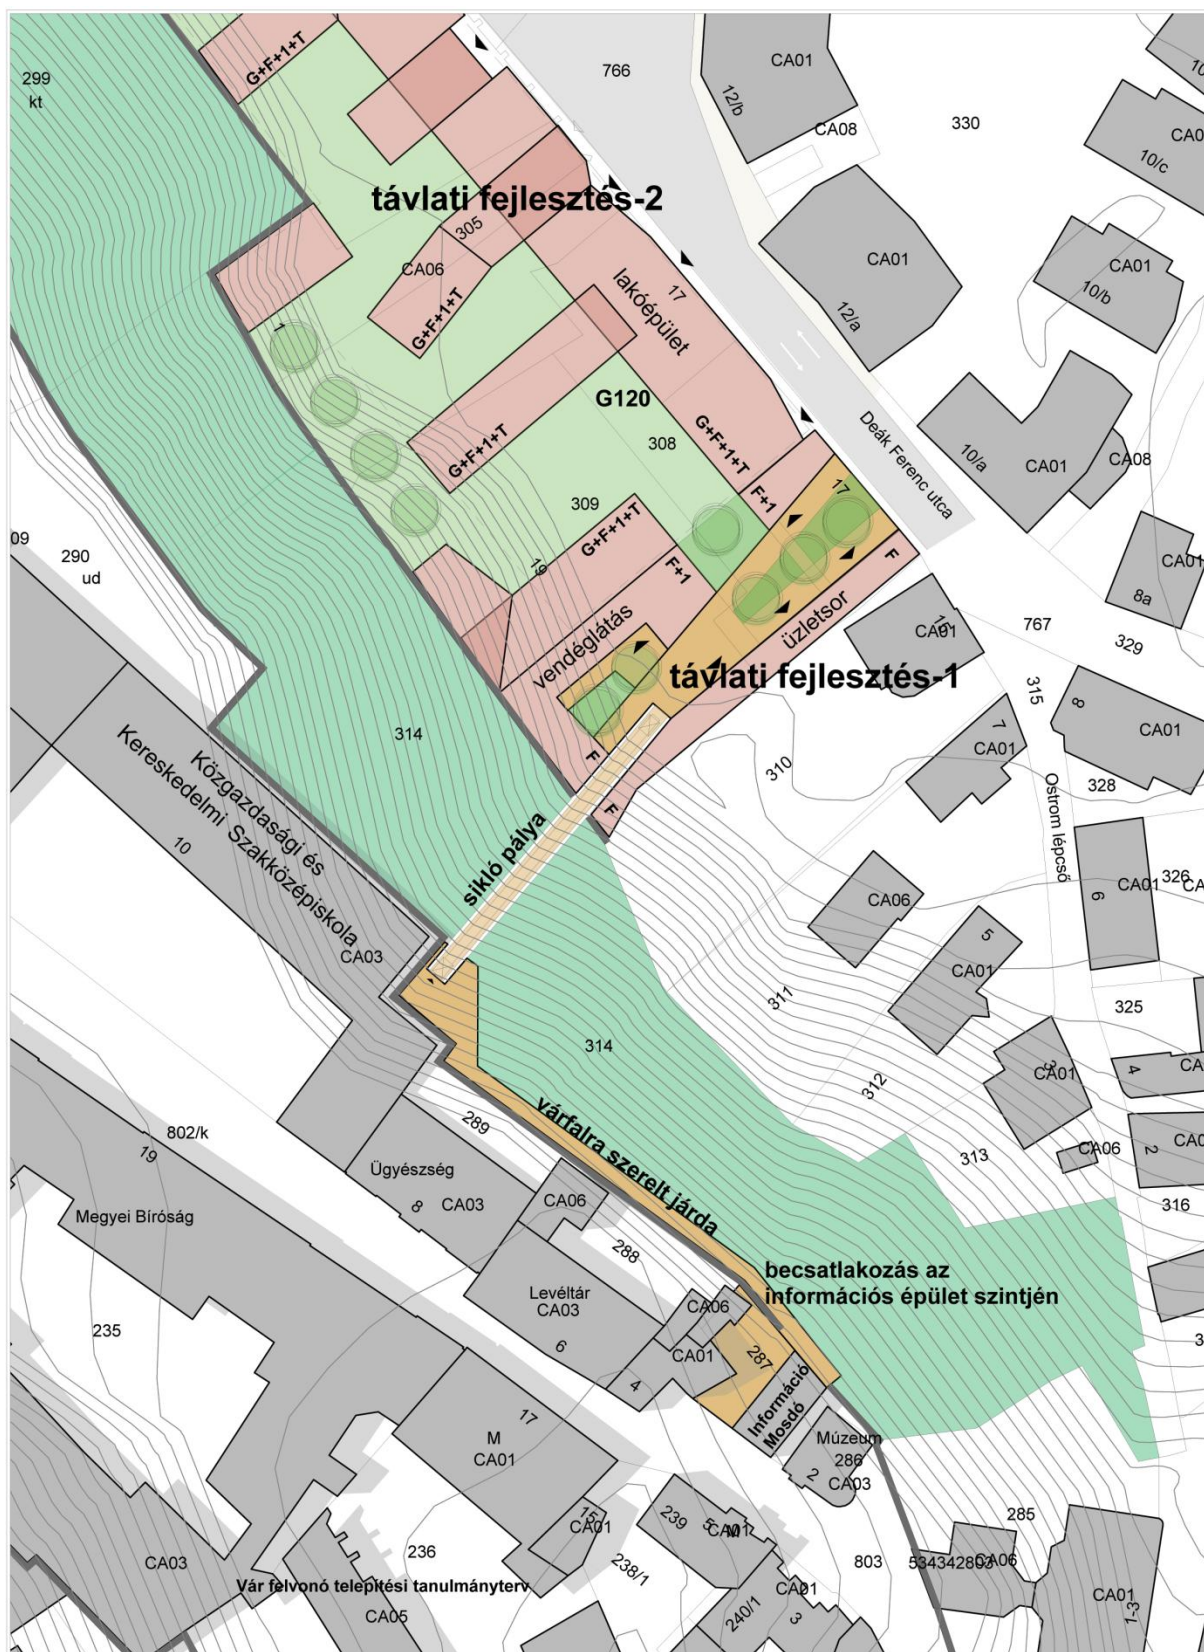 299
kt
G+F+1+T
766
CA01
12/b
CA08
330
10/c
távlati fejlesztés-2
305
CA06
G+F+1+T
17
lakóépület
CA01
12/a
CA01
10/b
1
G120
308
G+F+1+T
G+F+1+T
Deák Ferenc utca
10/a
CA01
CA08
309
G+F+1+T
19
F+1
F+1
17
F
290
ud
vendéglátás
üzletsor
15
CA01
767
329
8a
CA01
távlati fejlesztés-1
315
314
F
F
310
7
CA01
8
CA01
328
Közgazdasági és
Kereskedelmi Szakközépiskola
10
CA03
sikló pálya
Ostrom lépcső
CA06
6
CA01
326
5
CA01
311
325
314
312
3
CA01
4
313
CA06
2
316
289
várfalra szerelt járda
802/k
19
Ügyészség
8
CA03
CA06
Megyei Bíróság
288
becsatlakozás az
információs épület szintjén
Levéltár
CA03
6
CA06
CA01
4
287
235
Információ
Mosdó
Múzeum
286
2
CA03
17
M
CA01
15
CA01
239
5
CA01
M
285
CA03
236
238/1
803
534342803
CA06
Vár felvonó telepítési tanulmányterv
CA05
240/1
CA01
3
CA01
1-3